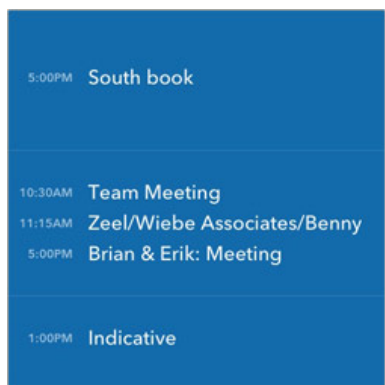 5:00PM South book
10:30AM Team Meeting
11:15AM Zeel/Wiebe Associates/Benny
5:00PM Brian & Erik: Meeting
1:00PM Indicative